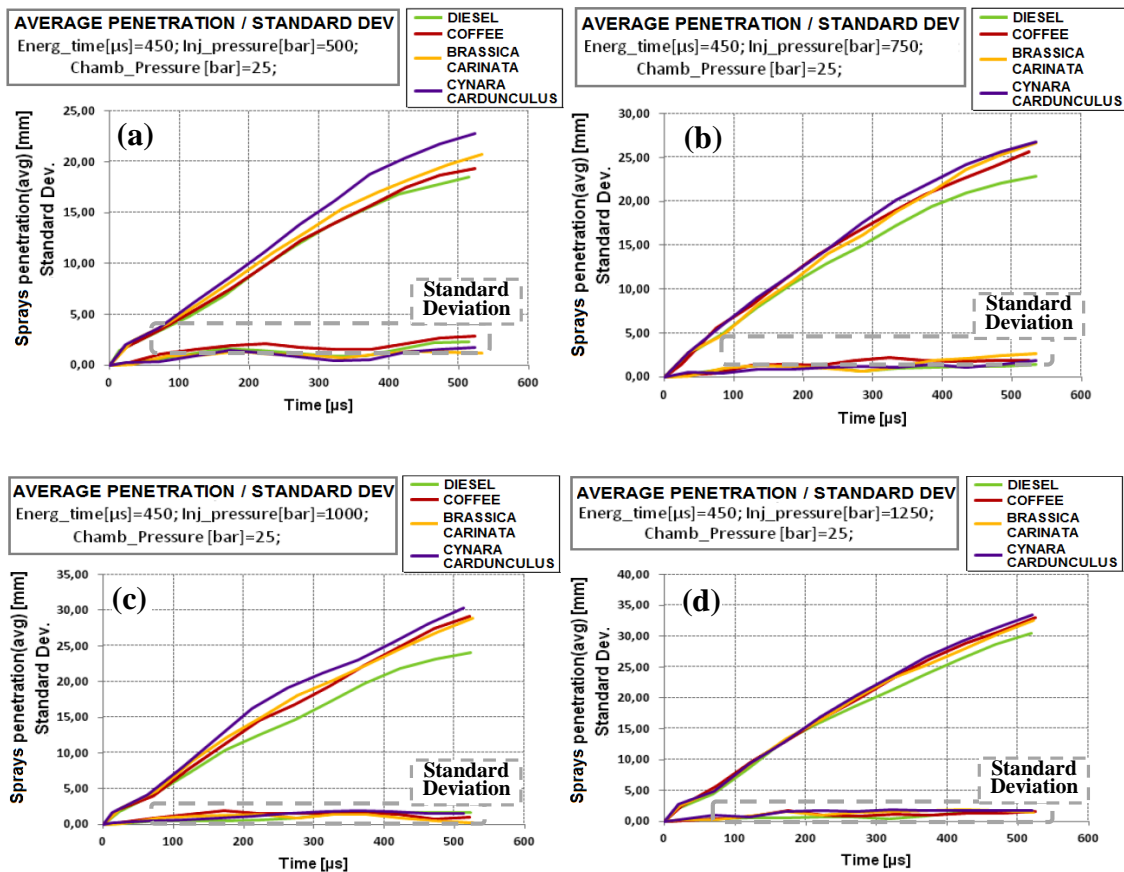 AVERAGE PENETRATION / STANDARD DEV
Energ_time[µs]=450; Inj_pressure[bar]=500;
Chamb_Pressure [bar]=25;
DIESEL
COFFEE
BRASSICA
CARINATA
CYNARA
CARDUNCULUS
(a)
Sprays penetration(avg) [mm]
Standard Dev.
25,00
20,00
15,00
10,00
5,00
0,00
Standard
Deviation
0 100 200 300 400 500 600
Time [µs]
AVERAGE PENETRATION / STANDARD DEV
Energ_time[µs]=450; Inj_pressure[bar]=750;
Chamb_Pressure [bar]=25;
DIESEL
COFFEE
BRASSICA
CARINATA
CYNARA
CARDUNCULUS
(b)
Sprays penetration(avg) [mm]
Standard Dev.
30,00
25,00
20,00
15,00
10,00
5,00
0,00
Standard
Deviation
0 100 200 300 400 500 600
Time [µs]
AVERAGE PENETRATION / STANDARD DEV
Energ_time[µs]=450; Inj_pressure[bar]=1000;
Chamb_Pressure [bar]=25;
DIESEL
COFFEE
BRASSICA
CARINATA
CYNARA
CARDUNCULUS
(c)
Sprays penetration(avg) [mm]
Standard Dev.
35,00
30,00
25,00
20,00
15,00
10,00
5,00
0,00
Standard
Deviation
0 100 200 300 400 500 600
Time [µs]
AVERAGE PENETRATION / STANDARD DEV
Energ_time[µs]=450; Inj_pressure[bar]=1250;
Chamb_Pressure [bar]=25;
DIESEL
COFFEE
BRASSICA
CARINATA
CYNARA
CARDUNCULUS
(d)
Sprays penetration(avg) [mm]
Standard Dev.
40,00
35,00
30,00
25,00
20,00
15,00
10,00
5,00
0,00
Standard
Deviation
0 100 200 300 400 500 600
Time [µs]